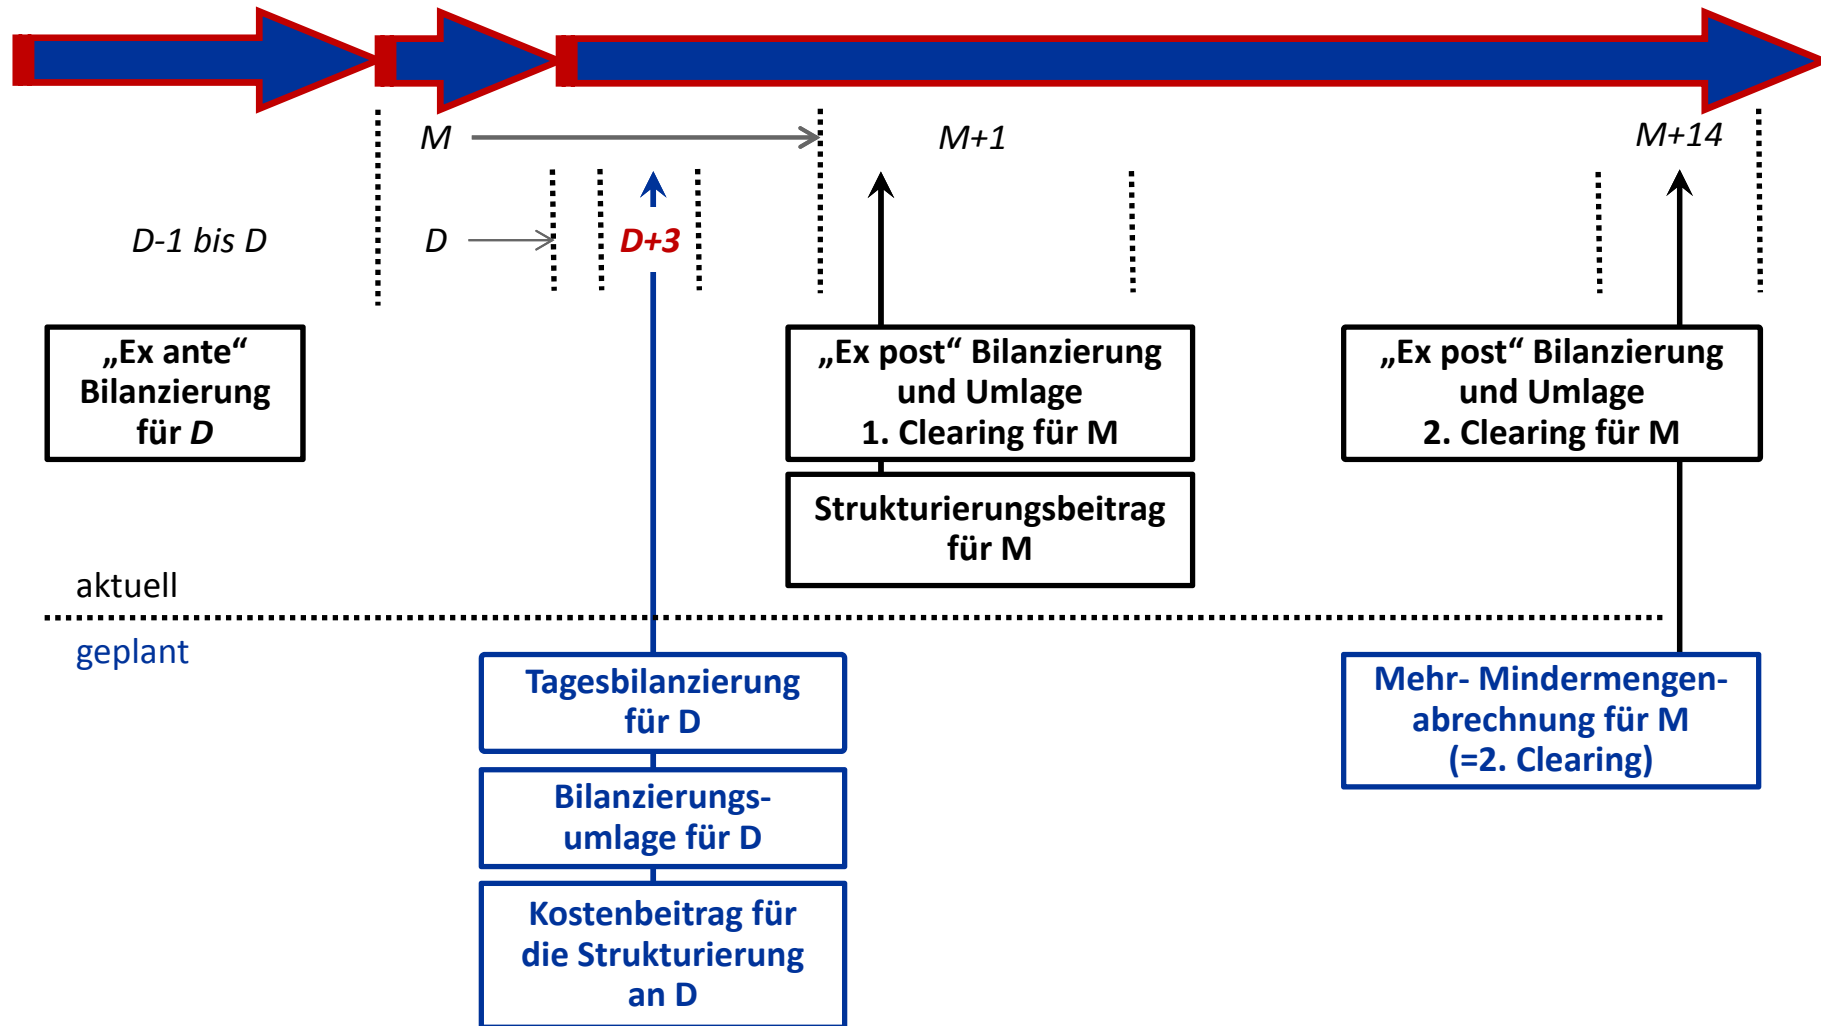 M
M+1
M+14
D-1 bis D
D
D+3
„Ex ante“
Bilanzierung
für D
„Ex post“ Bilanzierung
und Umlage
1. Clearing für M
„Ex post“ Bilanzierung
und Umlage
2. Clearing für M
Strukturierungsbeitrag
für M
aktuell
geplant
Tagesbilanzierung
für D
Mehr- Mindermengen-
abrechnung für M
(=2. Clearing)
Bilanzierungs-
umlage für D
Kostenbeitrag für
die Strukturierung
an D